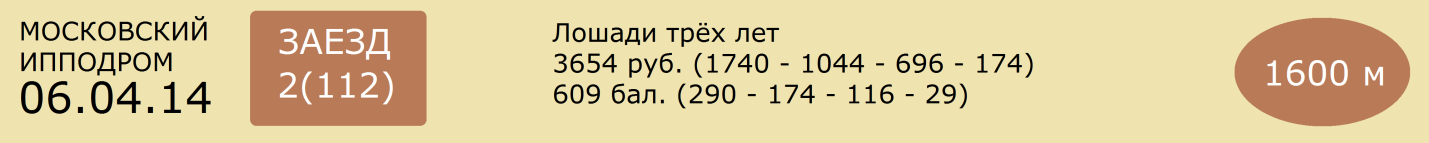 МОСКОВСКИЙ
ИППОДРОМ
06.04.14
ЗАЕЗД
2(112)
Лошади трёх лет
3654 руб. (1740 - 1044 - 696 - 174)
609 бал. (290 - 174 - 116 - 29)
1600 м